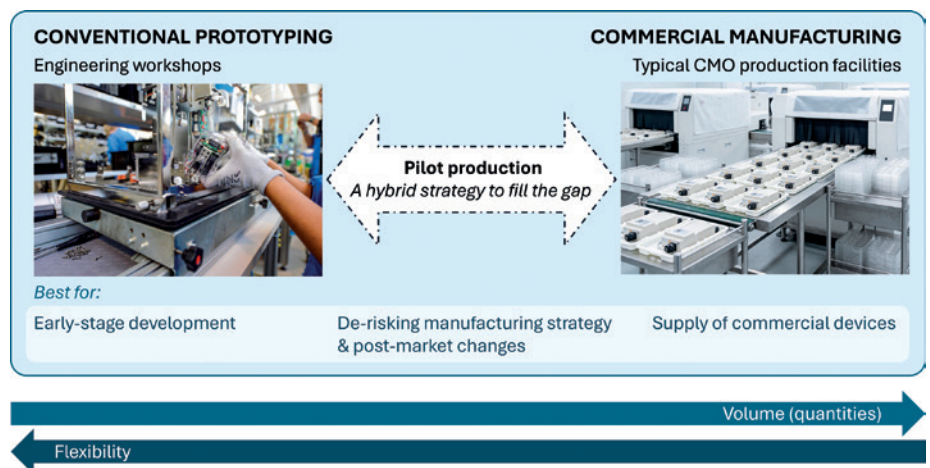 CONVENTIONAL PROTOTYPING
Engineering workshops
COMMERCIAL MANUFACTURING
Typical CMO production facilities
Pilot production
A hybrid strategy to fill the gap
Best for:
Early-stage development
De-risking manufacturing strategy
& post-market changes
Supply of commercial devices
Volume (quantities)
Flexibility